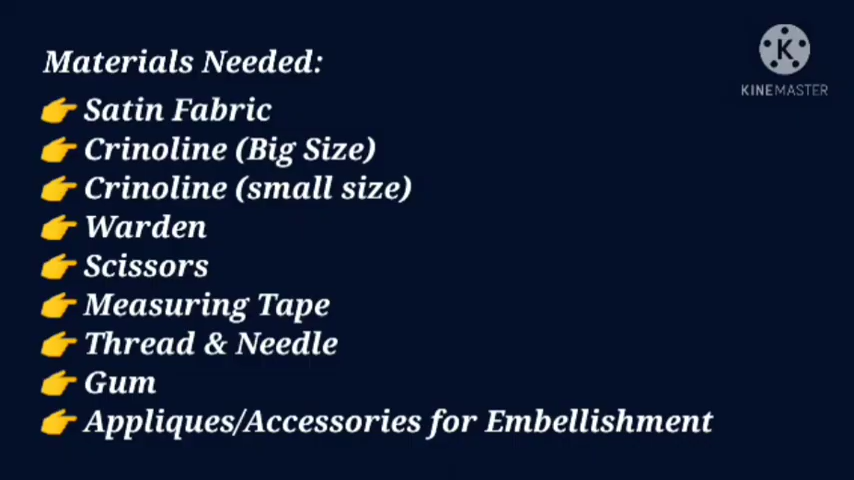 Materials Needed:
👉 Satin Fabric
👉 Crinoline (Big Size)
👉 Crinoline (small size)
👉 Warden
👉 Scissors
👉 Measuring Tape
👉 Thread & Needle
👉 Gum
👉 Appliques/Accessories for Embellishment
K
KINEMASTER